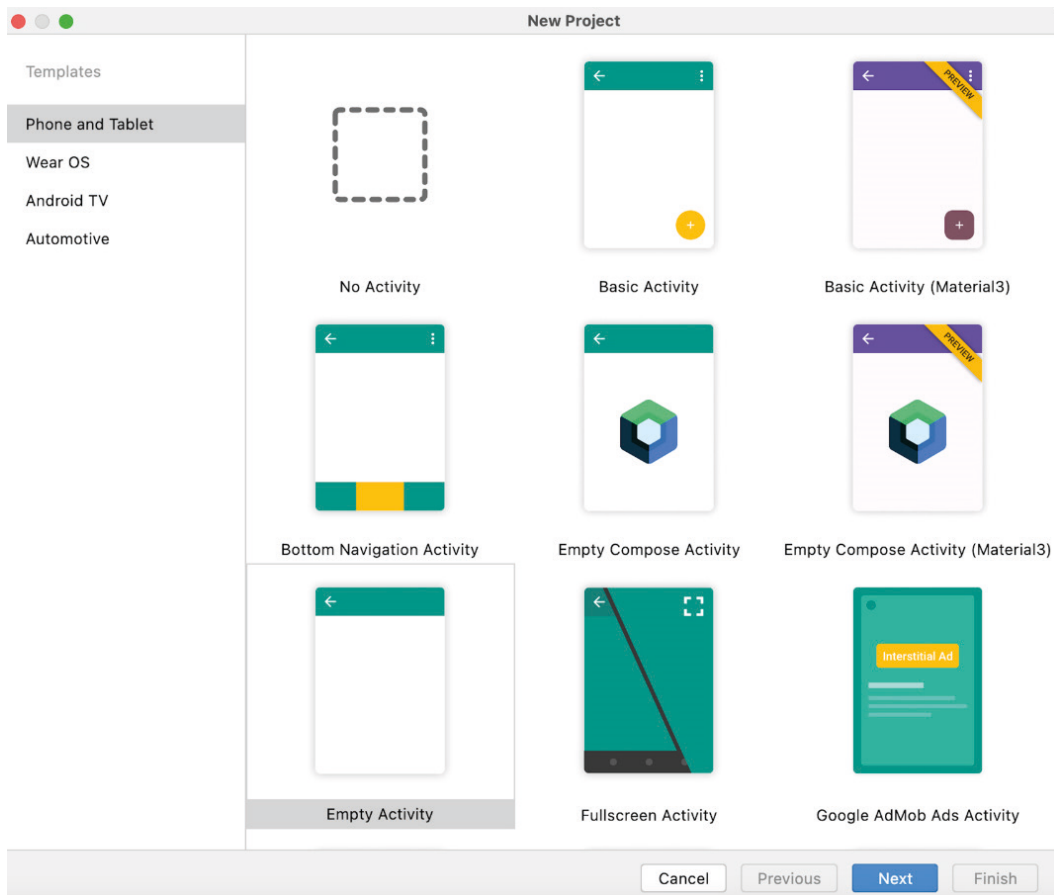 New Project
Templates
Phone and Tablet
Wear OS
Android TV
Automotive
No Activity
Basic Activity
PREVIEW
Basic Activity (Material3)
Bottom Navigation Activity
Empty Compose Activity
PREVIEW
Empty Compose Activity (Material3)
Empty Activity
Fullscreen Activity
Interstitial Ad
Google AdMob Ads Activity
Cancel
Previous
Next
Finish